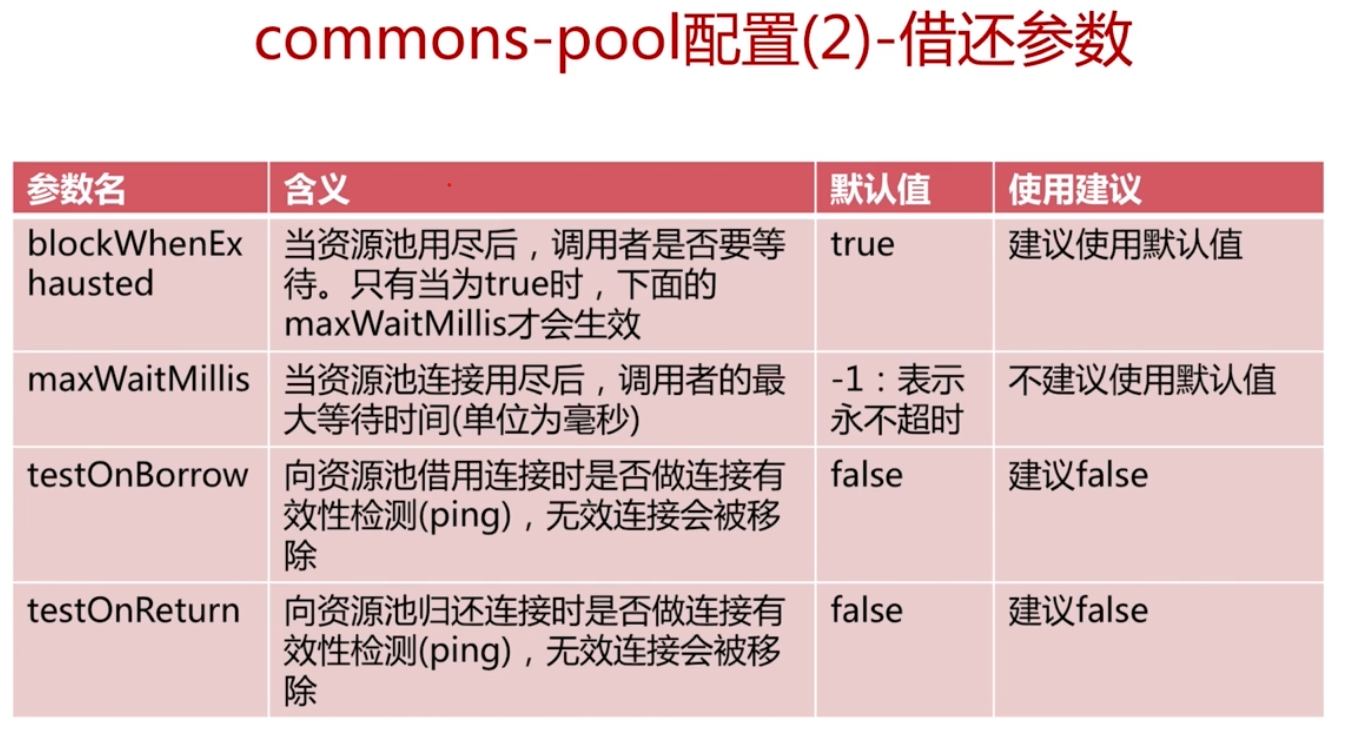 commons-pool配置(2)-借还参数
参数名 含义 默认值 使用建议
blockWhenEx 当资源池用尽后，调用者是否要等 true 建议使用默认值
hausted 待。只有当为true时，下面的
maxWaitMillis才会生效
maxWaitMillis 当资源池连接用尽后，调用者的最 -1：表示 不建议使用默认值
大等待时间(单位为毫秒) 永不超时
testOnBorrow 向资源池借用连接时是否做连接有 false 建议false
效性检测(ping)，无效连接会被移
除
testOnReturn 向资源池归还连接时是否做连接有 false 建议false
效性检测(ping)，无效连接会被移
除